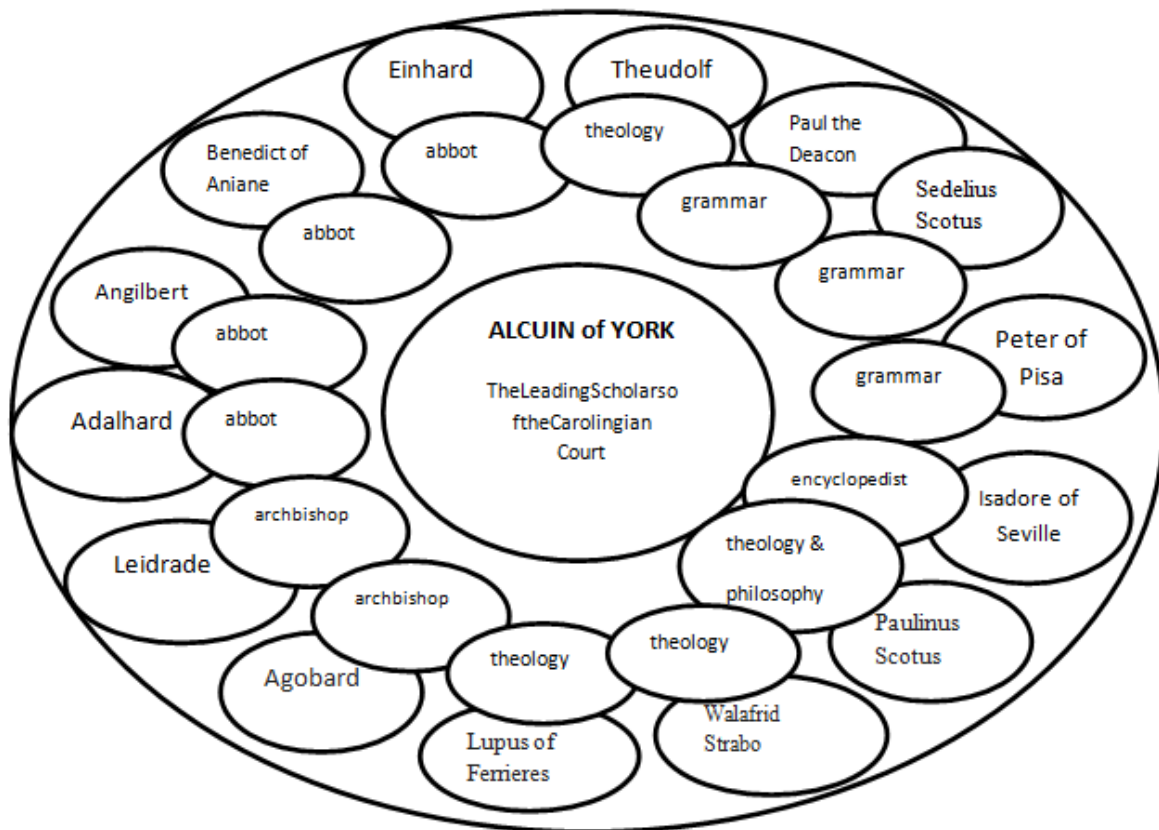 Einhard
Theudolf
abbot
theology
Paul the
Deacon
Benedict of
Aniane
abbot
grammar
Sedelius
Scotus
grammar
Angilbert
abbot
ALCUIN of YORK
TheLeadingScholarso
ftheCarolingian
Court
grammar
Peter of
Pisa
Adalhard
abbot
encyclopedist
Isadore of
Seville
archbishop
Leidrade
theology &
philosophy
archbishop
Agobard
theology
theology
Paulinus
Scotus
Lupus of
Ferrieres
Walafrid
Strabo